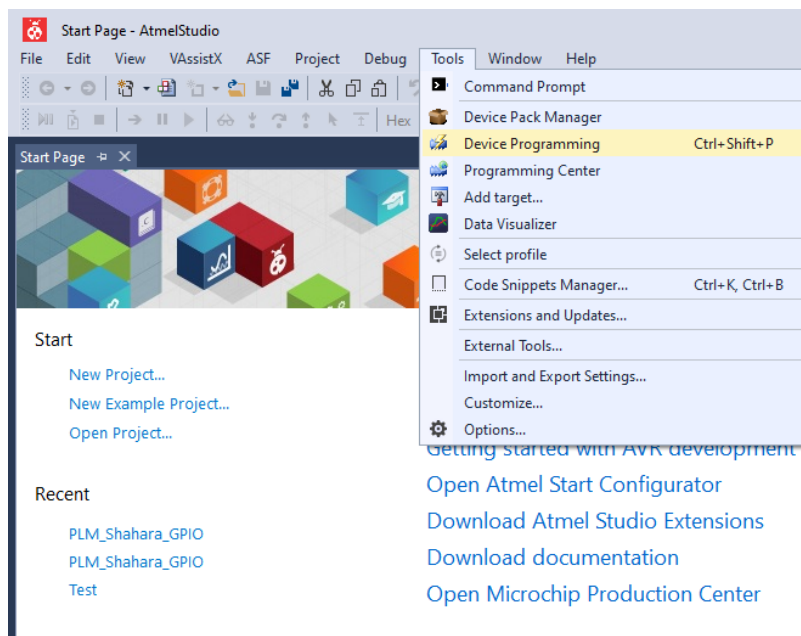 Start Page - AtmelStudio
File Edit View VAssistX ASF Project Debug Tools Window Help
Hex
Command Prompt
Device Pack Manager
Device Programming Ctrl+Shift+P
Programming Center
Add target...
Data Visualizer
Select profile
Code Snippets Manager... Ctrl+K, Ctrl+B
Extensions and Updates...
External Tools...
Import and Export Settings...
Customize...
Options...
Start Page
Start
New Project...
New Example Project...
Open Project...
Recent
PLM_Shahara_GPIO
PLM_Shahara_GPIO
Test
Getting started with AVR development
Open Atmel Start Configurator
Download Atmel Studio Extensions
Download documentation
Open Microchip Production Center